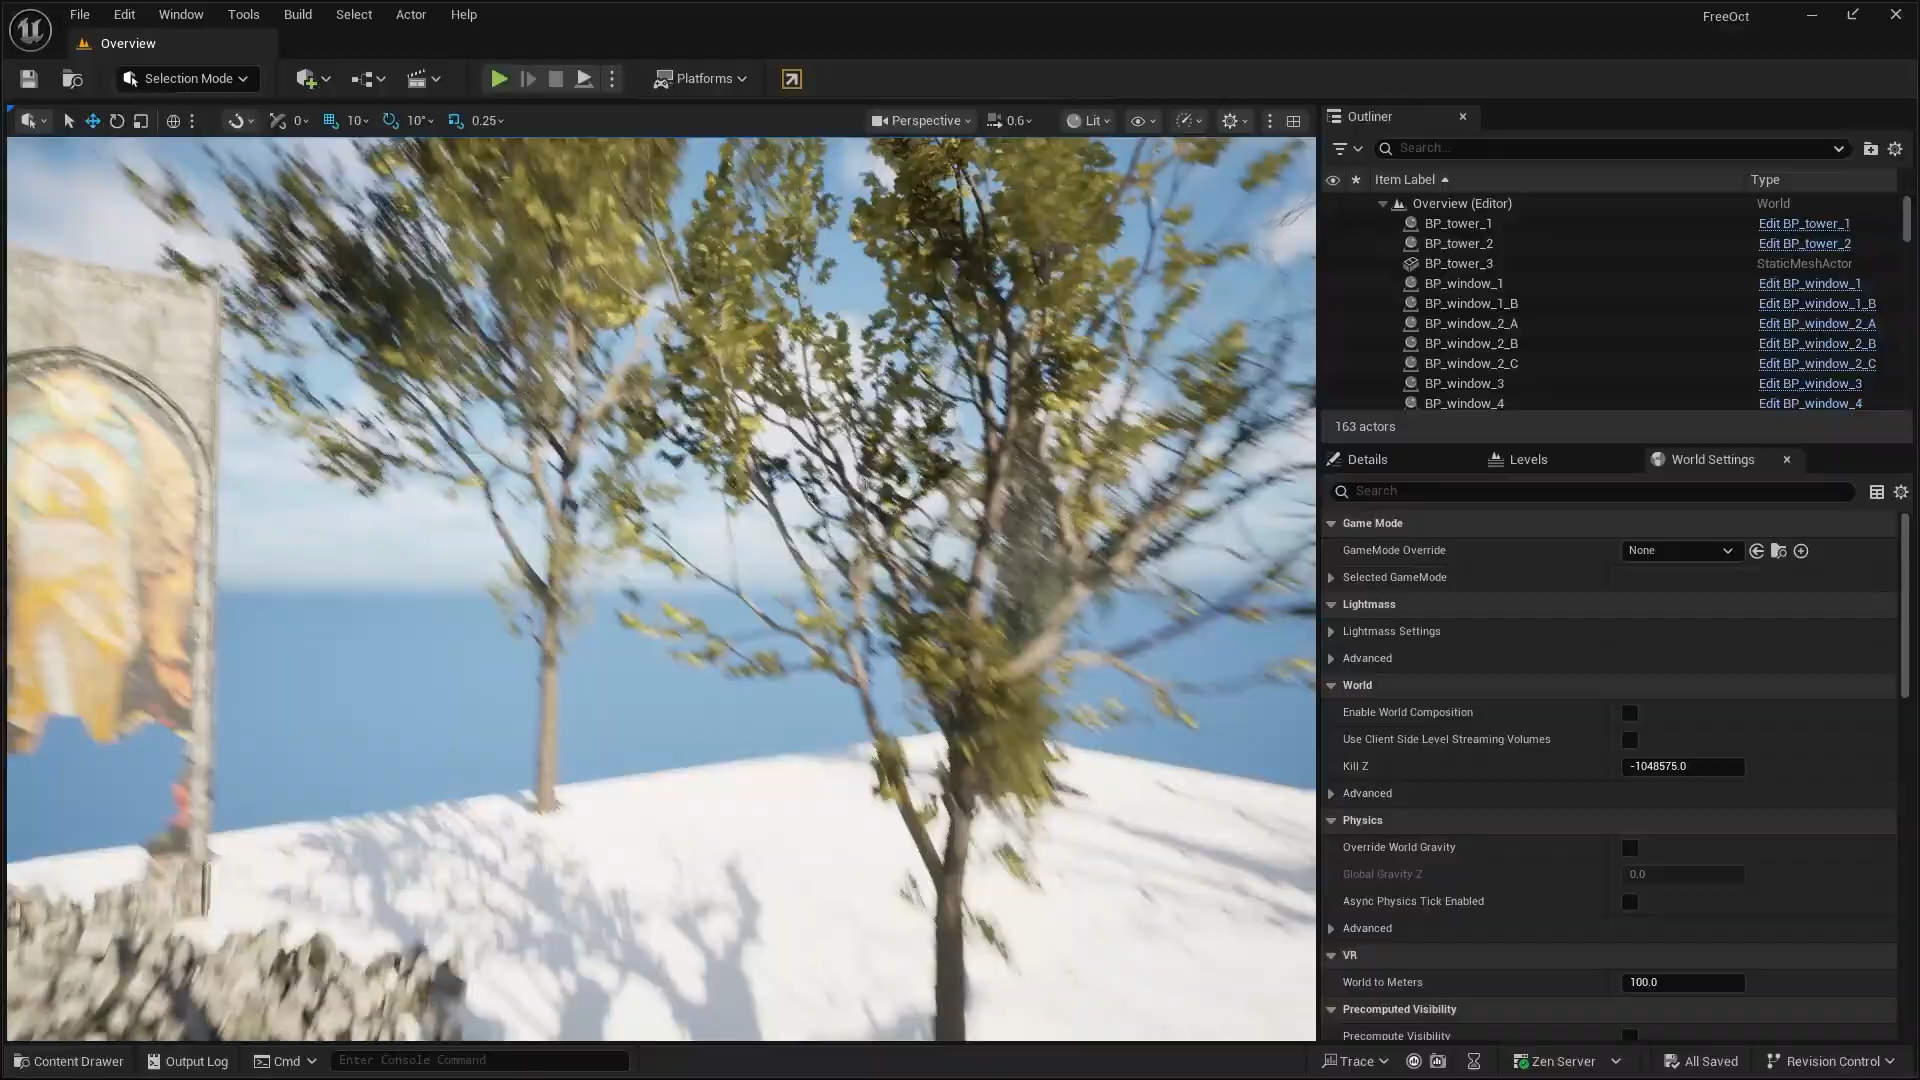 File Edit Window Tools Build Select Actor Help
FreeOct
Overview
Selection Mode
Platforms
0 10 10° 0.25
Perspective 0.6 Lit
Outliner
Search...
Item Label Type
Overview (Editor) World
BP_tower_1 Edit BP_tower_1
BP_tower_2 Edit BP_tower_2
BP_tower_3 StaticMeshActor
BP_window_1 Edit BP_window_1
BP_window_1_B Edit BP_window_1_B
BP_window_2_A Edit BP_window_2_A
BP_window_2_B Edit BP_window_2_B
BP_window_2_C Edit BP_window_2_C
BP_window_3 Edit BP_window_3
BP_window_4 Edit BP_window_4
163 actors
Details Levels World Settings
Search
Game Mode
GameMode Override None
Selected GameMode
Lightmass
Lightmass Settings
Advanced
World
Enable World Composition
Use Client Side Level Streaming Volumes
Kill Z -1048575.0
Advanced
Physics
Override World Gravity
Global Gravity Z 0.0
Async Physics Tick Enabled
Advanced
VR
World to Meters 100.0
Precomputed Visibility
Precompute Visibility
Content Drawer Output Log Cmd Enter Console Command
Trace Zen Server All Saved Revision Control